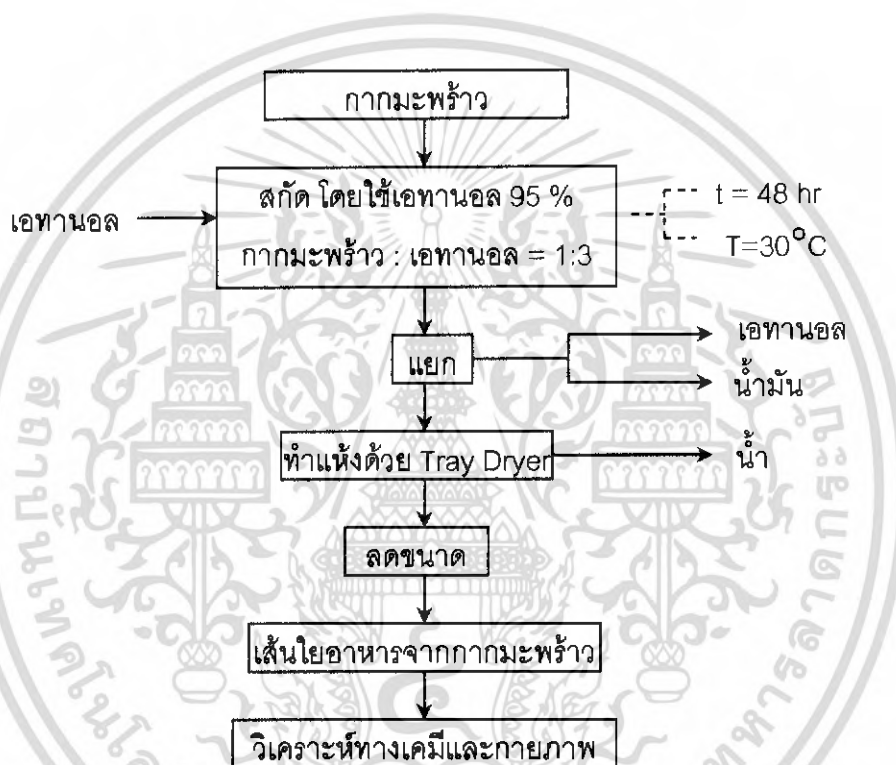 กากมะพร้าว
สกัด โดยใช้เอทานอล 95 %
กากมะพร้าว : เอทานอล = 1:3
เอทานอล
t = 48 hr
T=30°C
แยก
เอทานอล
น้ำมัน
ทำแห้งด้วย Tray Dryer
น้ำ
ลดขนาด
เส้นใยอาหารจากกากมะพร้าว
วิเคราะห์ทางเคมีและกายภาพ